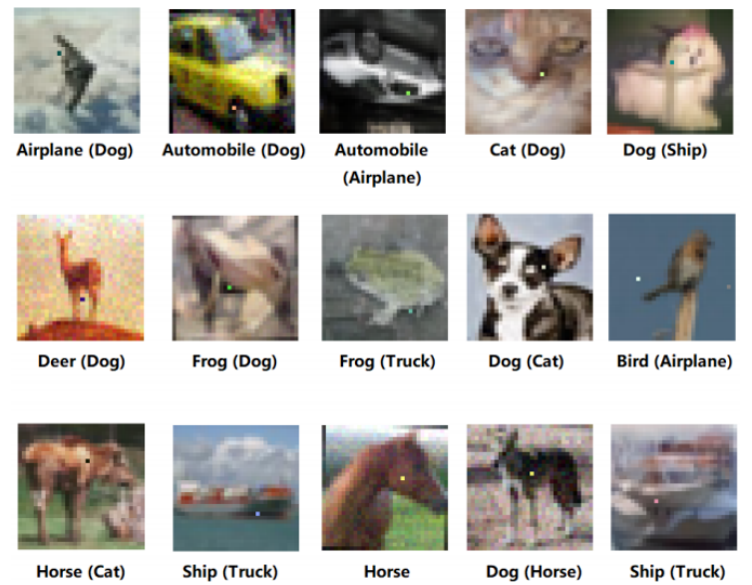 Airplane (Dog)
Automobile (Dog)
Automobile
(Airplane)
Cat (Dog)
Dog (Ship)
Deer (Dog)
Frog (Dog)
Frog (Truck)
Dog (Cat)
Bird (Airplane)
Horse (Cat)
Ship (Truck)
Horse
Dog (Horse)
Ship (Truck)